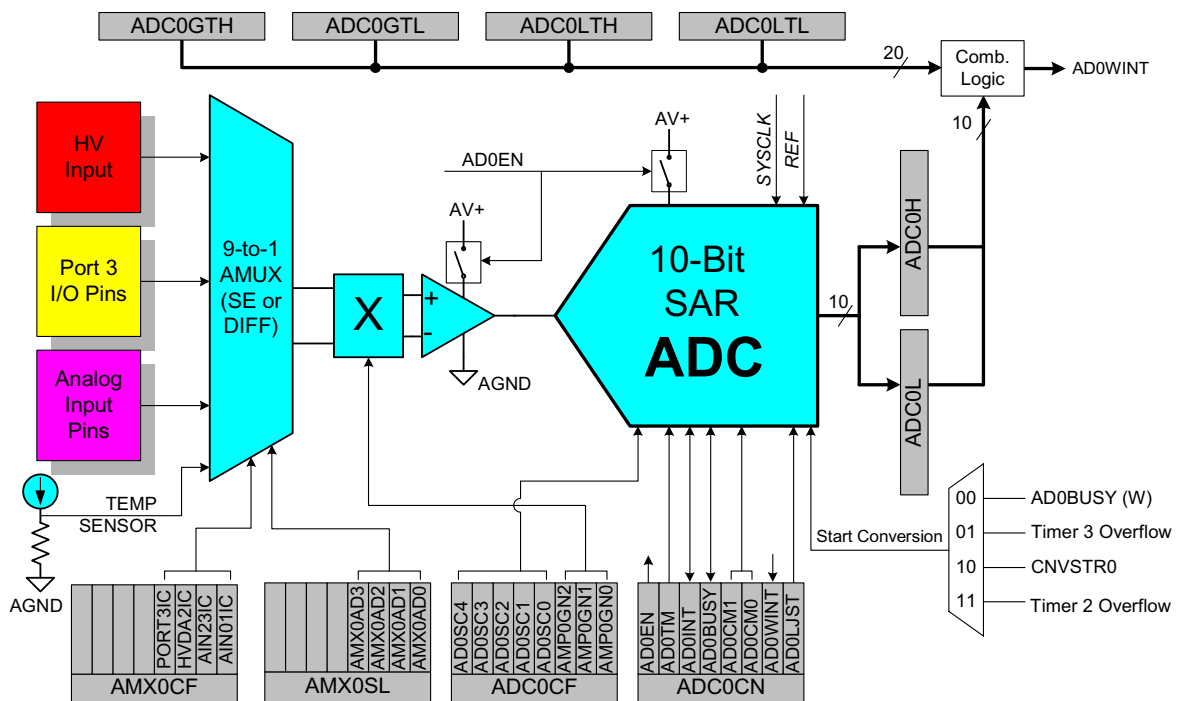 ADC0GTH
ADC0GTL
ADC0LTH
ADC0LTL
20
Comb.
Logic
AD0WINT
10
HV
Input
Port 3
I/O Pins
Analog
Input
Pins
9-to-1
AMUX
(SE or
DIFF)
X
AD0EN
AV+
AV+
+
-
AGND
SYSCLK
REF
10-Bit
SAR
ADC
10
ADC0H
ADC0L
TEMP
SENSOR
AGND
Start Conversion
00
AD0BUSY (W)
01
Timer 3 Overflow
10
CNVSTR0
11
Timer 2 Overflow
PORT3IC
HVDA2IC
AIN23IC
AIN01IC
AMX0CF
AMX0AD3
AMX0AD2
AMX0AD1
AMX0AD0
AMX0SL
AD0SC4
AD0SC3
AD0SC2
AD0SC1
AD0SC0
AMP0GN2
AMP0GN1
AMP0GN0
ADC0CF
AD0EN
AD0TM
AD0INT
AD0BUSY
AD0CM1
AD0CM0
AD0WINT
AD0LJST
ADC0CN